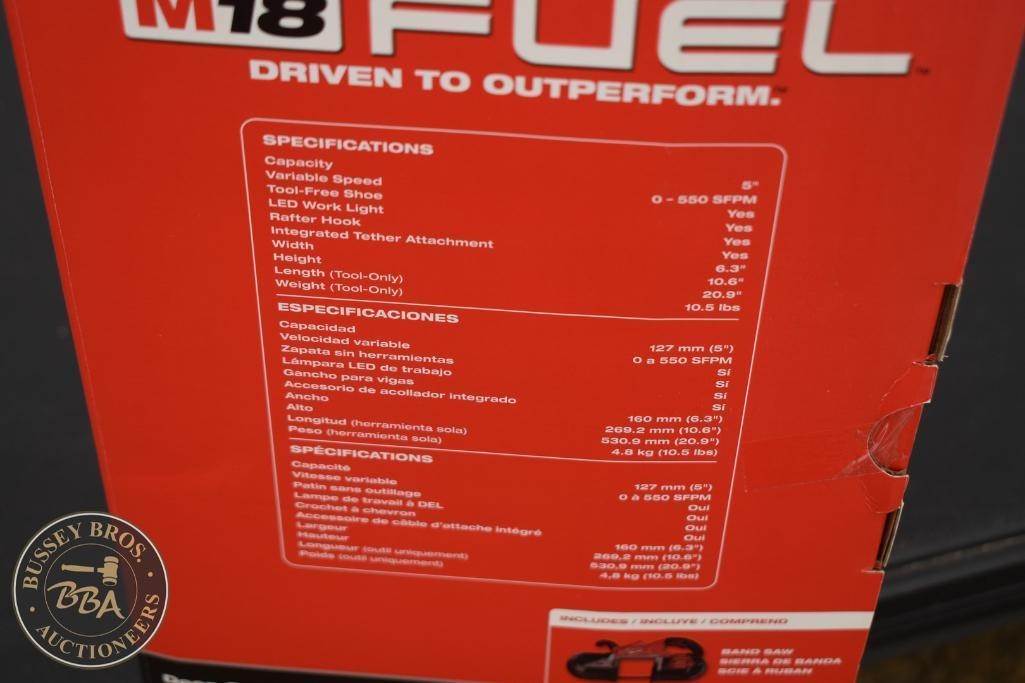 M18 FUEL™
DRIVEN TO OUTPERFORM.™
SPECIFICATIONS
Capacity 5"
Variable Speed 0 - 550 SFPM
Tool-Free Shoe Yes
LED Work Light Yes
Rafter Hook Yes
Integrated Tether Attachment Yes
Width 6.3"
Height 10.6"
Length (Tool-Only) 20.9"
Weight (Tool-Only) 10.5 lbs
ESPECIFICACIONES
Capacidad 127 mm (5")
Velocidad variable 0 a 550 SFPM
Zapata sin herramientas Sí
Lámpara LED de trabajo Sí
Gancho para vigas Sí
Accesorio de acollador integrado Sí
Ancho 160 mm (6.3")
Alto 269.2 mm (10.6")
Longitud (herramienta sola) 530.9 mm (20.9")
Peso (herramienta sola) 4.8 kg (10.5 lbs)
SPÉCIFICATIONS
Capacité 127 mm (5")
Vitesse variable 0 à 550 SFPM
Patin sans outillage Oui
Lampe de travail à DEL Oui
Crochet à chevron Oui
Accessoire de câble d'attache intégré Oui
Largeur 160 mm (6.3")
Hauteur 269,2 mm (10.6")
Longueur (outil uniquement) 530,9 mm (20.9")
Poids (outil uniquement) 4,8 kg (10.5 lbs)
INCLUDES / INCLUYE / COMPREND
BAND SAW
SIERRA DE BANDA
SCIE À RUBAN
BUSSEY BROS.
BBA
AUCTIONEERS